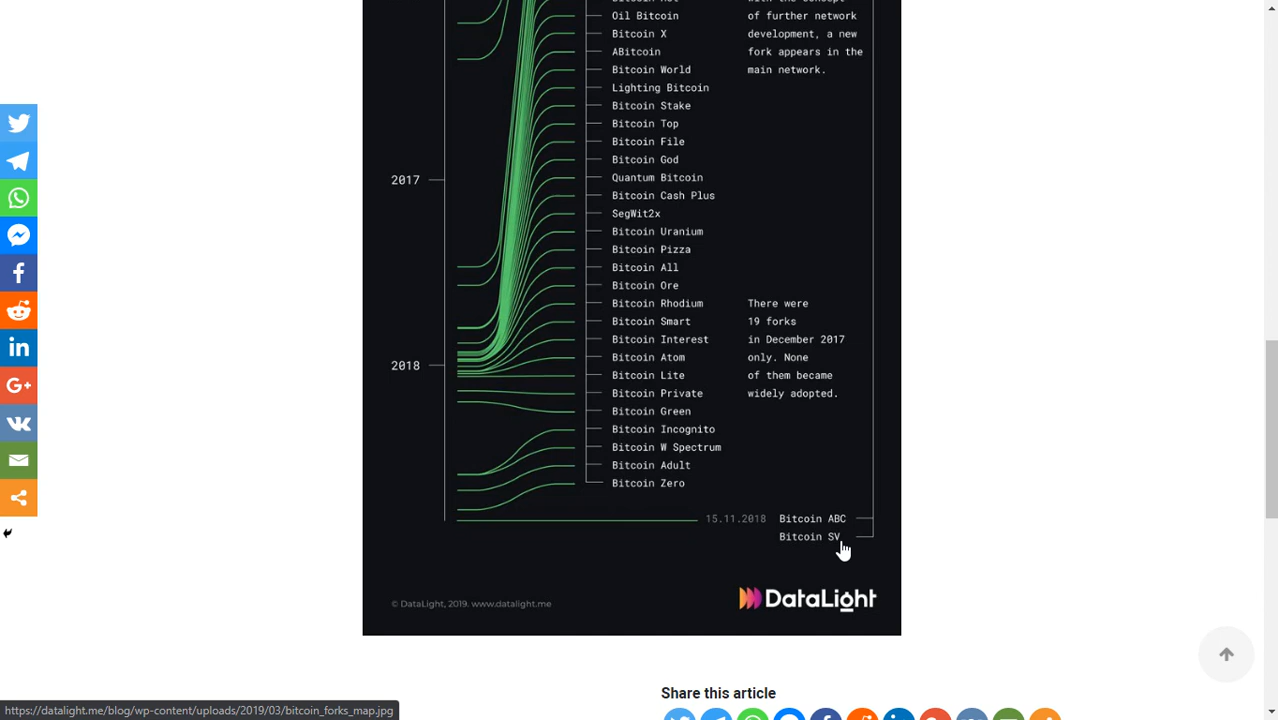 with the concept
Oil Bitcoin
of further network
Bitcoin X
development, a new
ABitcoin
fork appears in the
Bitcoin World
main network.
Lighting Bitcoin
Bitcoin Stake
Bitcoin Top
Bitcoin File
Bitcoin God
2017
Quantum Bitcoin
Bitcoin Cash Plus
SegWit2x
Bitcoin Uranium
Bitcoin Pizza
Bitcoin All
Bitcoin Ore
Bitcoin Rhodium
There were
Bitcoin Smart
19 forks
Bitcoin Interest
in December 2017
Bitcoin Atom
only. None
2018
Bitcoin Lite
of them became
Bitcoin Private
widely adopted.
Bitcoin Green
Bitcoin Incognito
Bitcoin W Spectrum
Bitcoin Adult
Bitcoin Zero
15.11.2018 Bitcoin ABC
Bitcoin SV
© DataLight, 2019. www.datalight.me
DataLight
Share this article
https://datalight.me/blog/wp-content/uploads/2019/03/bitcoin_forks_map.jpg